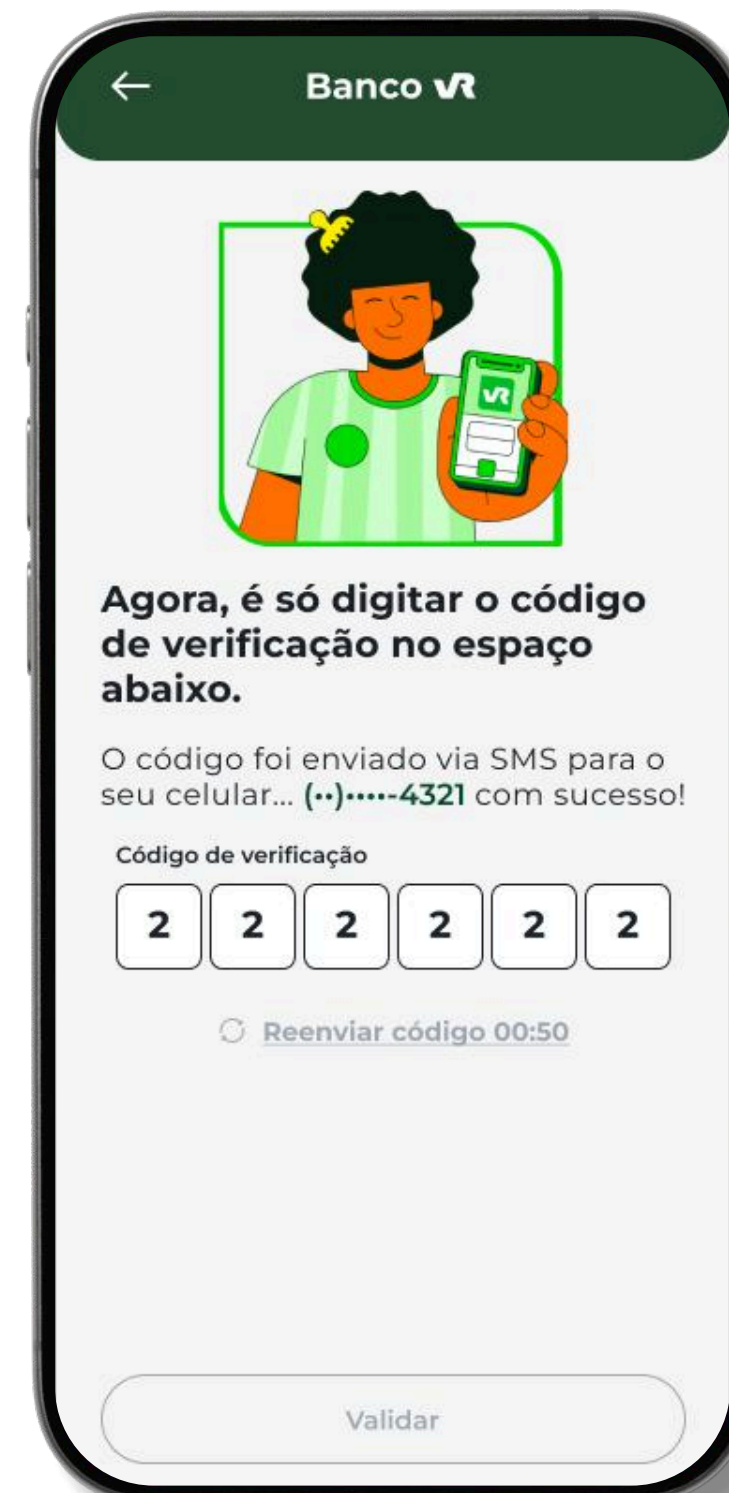 Banco VR
VR
Agora, é só digitar o código
de verificação no espaço
abaixo.
O código foi enviado via SMS para o
seu celular... (··)·····-4321 com sucesso!
Código de verificação
2 2 2 2 2 2
Reenviar código 00:50
Validar